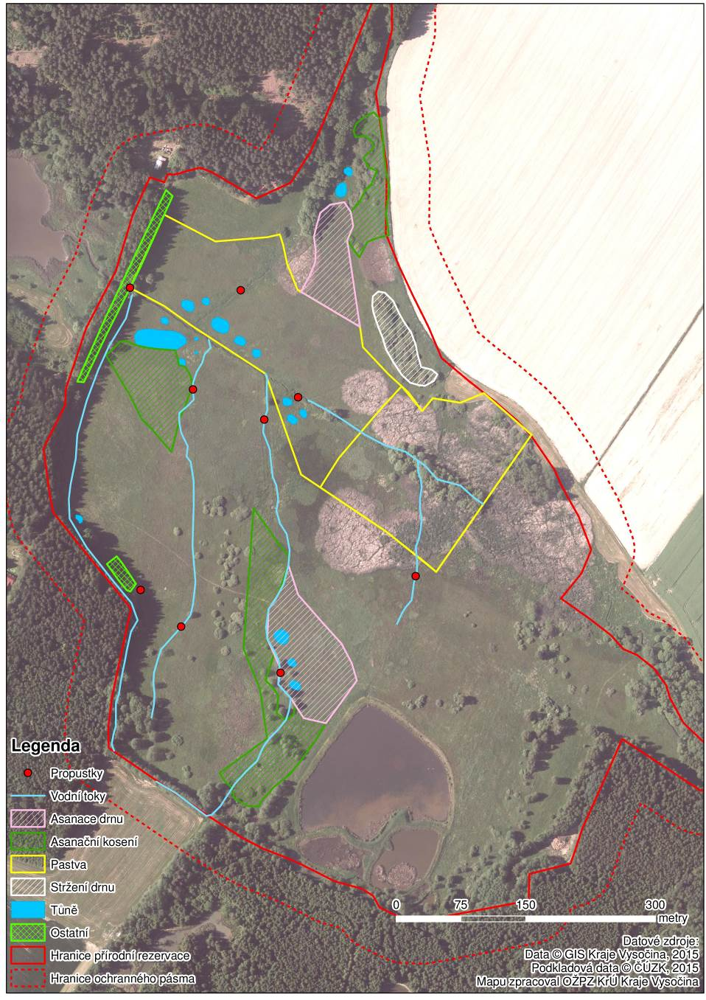 Legenda
Propustky
Vodní toky
Asanace drnu
Asanační kosení
Pastva
Stržení drnu
Tůně
Ostatní
Hranice přírodní rezervace
Hranice ochranného pásma
0 75 150 300
metry
Datové zdroje:
Data © GIS Kraje Vysočina, 2015
Podkladová data © ČÚZK, 2015
Mapu zpracoval OŽPZ KrÚ Kraje Vysočina